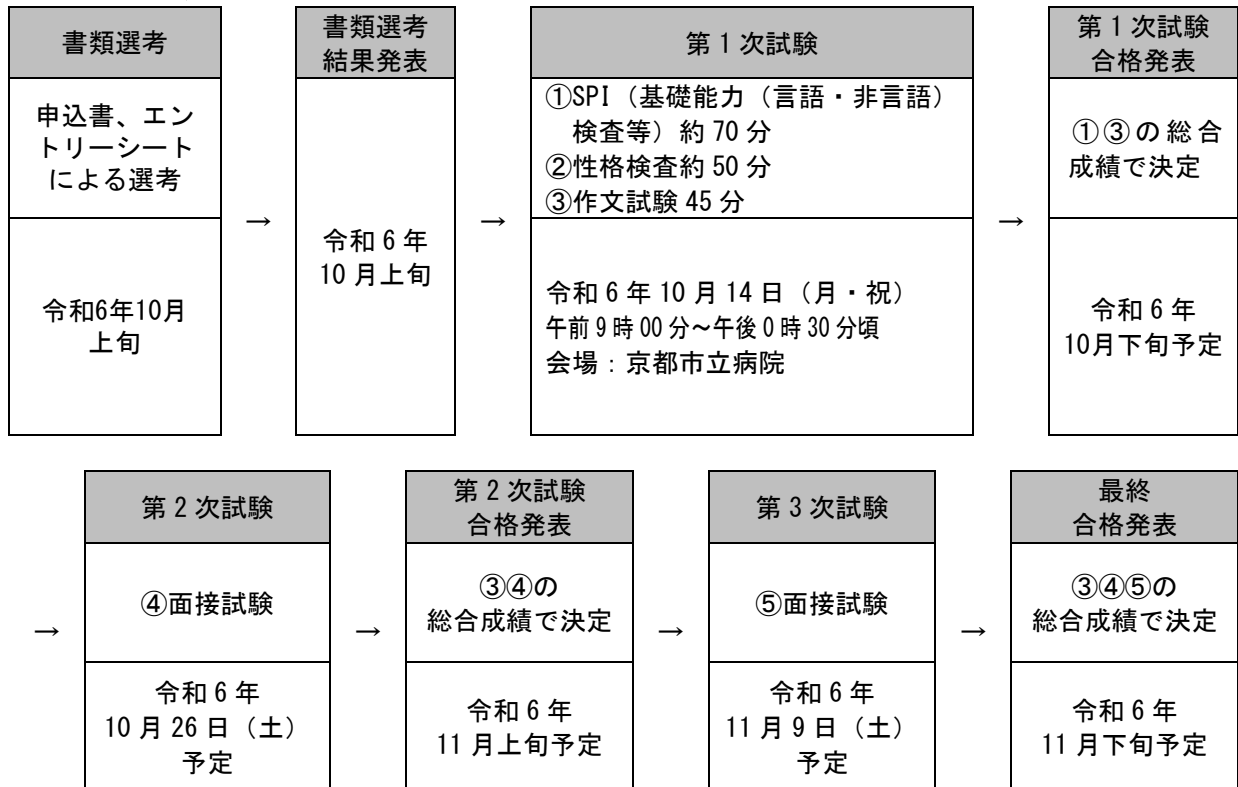 書類選考
申込書、エン
トリーシート
による選考
令和6年10月
上旬
→
書類選考
結果発表
令和6年
10月上旬
→
第1次試験
①SPI（基礎能力（言語・非言語）
検査等）約70分
②性格検査約50分
③作文試験45分
令和6年10月14日（月・祝）
午前9時00分～午後0時30分頃
会場：京都市立病院
→
第1次試験
合格発表
①③の総合
成績で決定
令和6年
10月下旬予定
→
第2次試験
④面接試験
令和6年
10月26日（土）
予定
→
第2次試験
合格発表
③④の
総合成績で決定
令和6年
11月上旬予定
→
第3次試験
⑤面接試験
令和6年
11月9日（土）
予定
→
最終
合格発表
③④⑤の
総合成績で決定
令和6年
11月下旬予定